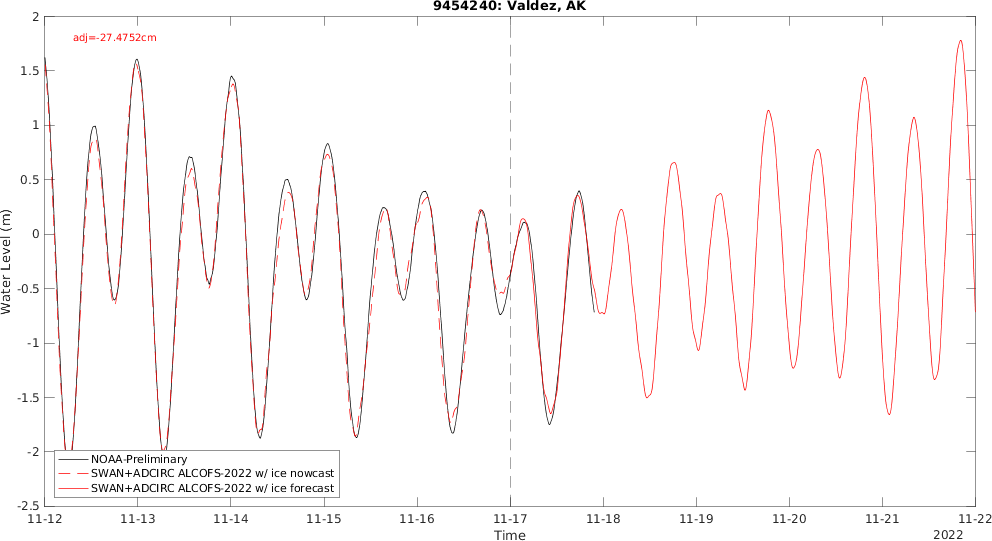 9454240: Valdez, AK
adj=-27.4752cm
2
1.5
1
0.5
0
-0.5
-1
-1.5
-2
-2.5
Water Level (m)
NOAA-Preliminary
SWAN+ADCIRC ALCOFS-2022 w/ ice nowcast
SWAN+ADCIRC ALCOFS-2022 w/ ice forecast
11-12 11-13 11-14 11-15 11-16 11-17 11-18 11-19 11-20 11-21 11-22
Time
2022